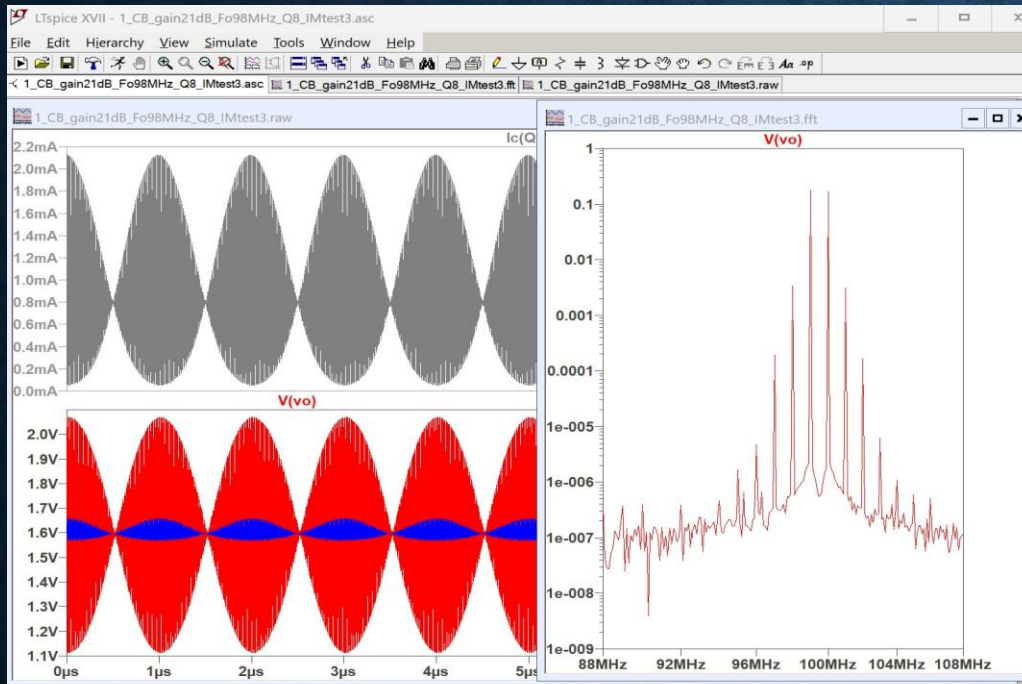 LTspice XVII - 1_CB_gain21dB_Fo98MHz_Q8_IMtest3.asc
File Edit Hierarchy View Simulate Tools Window Help
1_CB_gain21dB_Fo98MHz_Q8_IMtest3.asc 1_CB_gain21dB_Fo98MHz_Q8_IMtest3.fft 1_CB_gain21dB_Fo98MHz_Q8_IMtest3.raw
1_CB_gain21dB_Fo98MHz_Q8_IMtest3.raw
Ic(Q
2.2mA
2.0mA
1.8mA
1.6mA
1.4mA
1.2mA
1.0mA
0.8mA
0.6mA
0.4mA
0.2mA
0.0mA
V(vo)
2.0V
1.9V
1.8V
1.7V
1.6V
1.5V
1.4V
1.3V
1.2V
1.1V
0µs 1µs 2µs 3µs 4µs 5µs
1_CB_gain21dB_Fo98MHz_Q8_IMtest3.fft
V(vo)
1
0.1
0.01
0.001
0.0001
1e-005
1e-006
1e-007
1e-008
1e-009
88MHz 92MHz 96MHz 100MHz 104MHz 108MHz